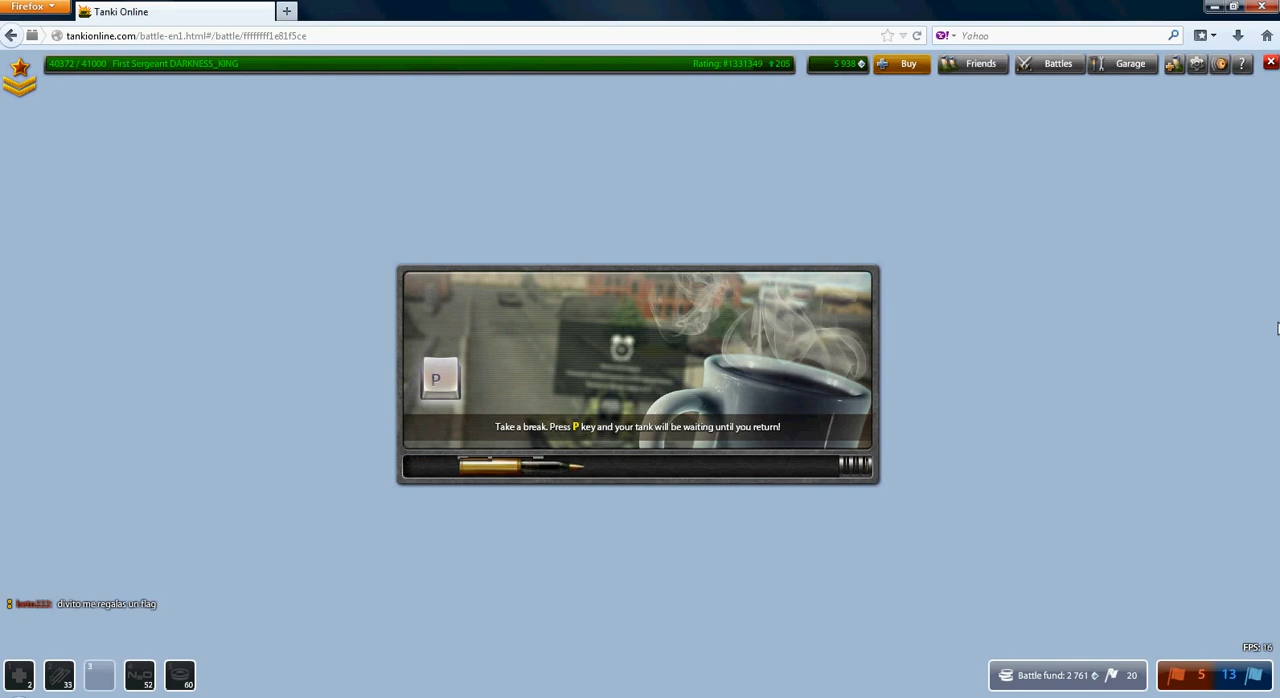 Firefox
Tanki Online
tankionline.com/battle-en1.html#/battle/ffffffff1e81f5ce
Yahoo
40372 / 41000 First Sergeant DARKNESS_KING
Rating: #1331349 205
5 938
Buy
Friends
Battles
Garage
?
P
Take a break. Press P key and your tank will be waiting until you return!
divito me regalas un flag
FPS: 16
2
33
3
N2O 52
60
Battle fund: 2 761
20
5 13